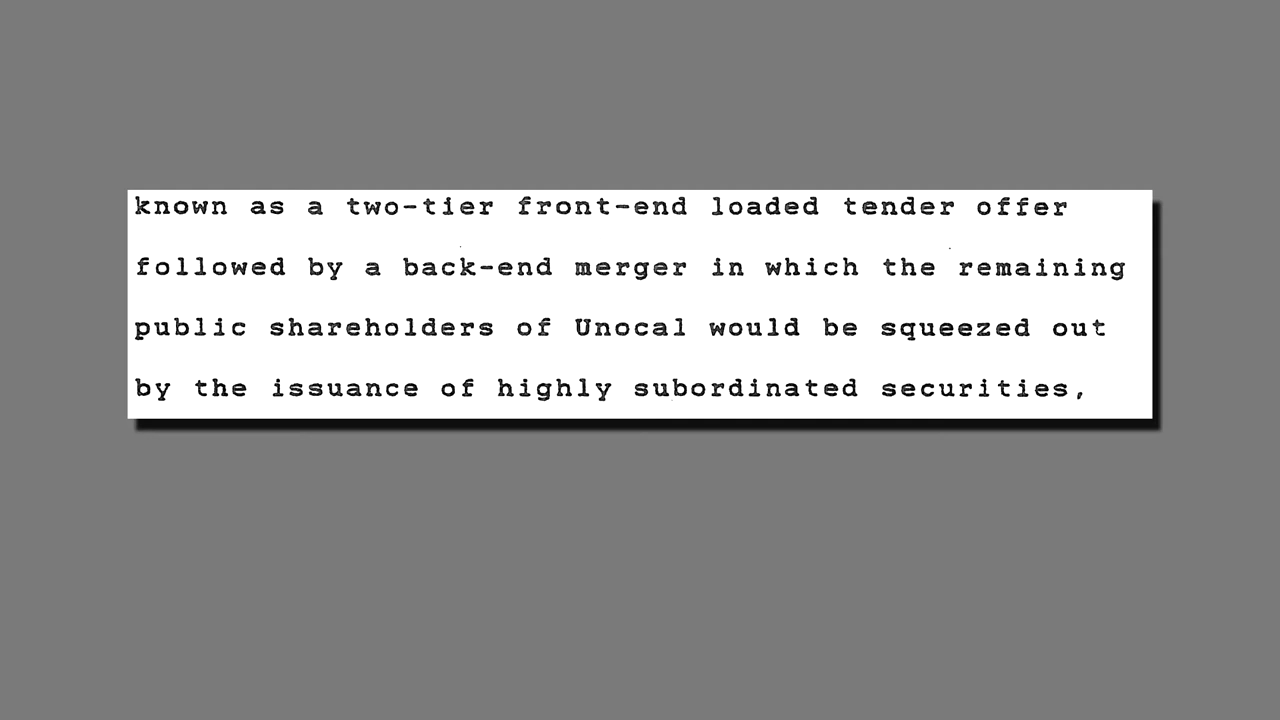 known as a two-tier front-end loaded tender offer
followed by a back-end merger in which the remaining
public shareholders of Unocal would be squeezed out
by the issuance of highly subordinated securities,